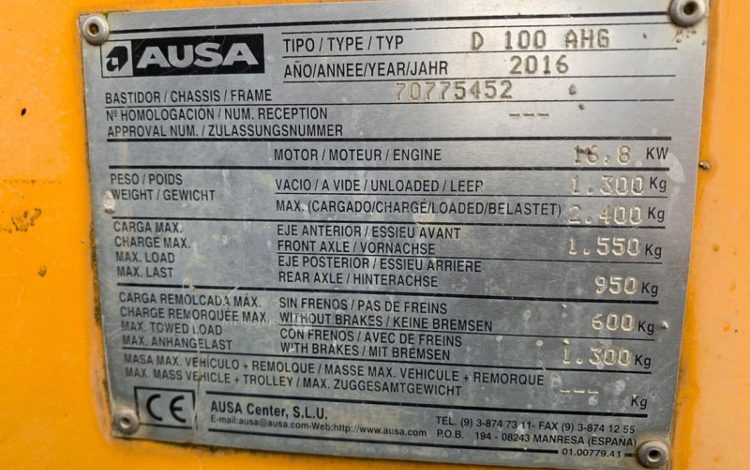 AUSA TIPO / TYPE / TYP D 100 AHG
AÑO/ANNEE/YEAR/JAHR 2016
BASTIDOR / CHASSIS / FRAME 70775452
Nº HOMOLOGACIÓN / NUM. RECEPTION
APPROVAL NUM. / ZULASSUNGSNUMMER ---
MOTOR / MOTEUR / ENGINE 16.8 KW
PESO / POIDS
WEIGHT / GEWICHT
VACIO / A VIDE / UNLOADED / LEER 1.300 Kg
MAX. (CARGADO/CHARGÉ/LOADED/BELASTET) 2.400 Kg
CARGA MAX.
CHARGE MAX.
MAX. LOAD
MAX. LAST
EJE ANTERIOR / ESSIEU AVANT
FRONT AXLE / VORNACHSE 1.550 Kg
EJE POSTERIOR / ESSIEU ARRIERE
REAR AXLE / HINTERACHSE 950 Kg
CARGA REMOLCADA MÁX.
CHARGE REMORQUÉE MAX.
MAX. TOWED LOAD
MAX. ANHANGELAST
SIN FRENOS / PAS DE FREINS
WITHOUT BRAKES / KEINE BREMSEN 600 Kg
CON FRENOS / AVEC DE FREINS
WITH BRAKES / MIT BREMSEN 1.300 Kg
MASA MAX. VEHÍCULO + REMOLQUE / MASSE MAX. VEHICULE + REMORQUE
MAX. MASS VEHICLE + TROLLEY / MAX. ZUGGESAMTGEWICHT --- Kg
CE AUSA Center, S.L.U.
E-mail:ausa@ausa.com-Web:http://www.ausa.com
TEL. (9) 3-874 73 11- FAX (9) 3-874 12 55
P.O.B. 194 - 08243 MANRESA (ESPAÑA)
01.00779.41